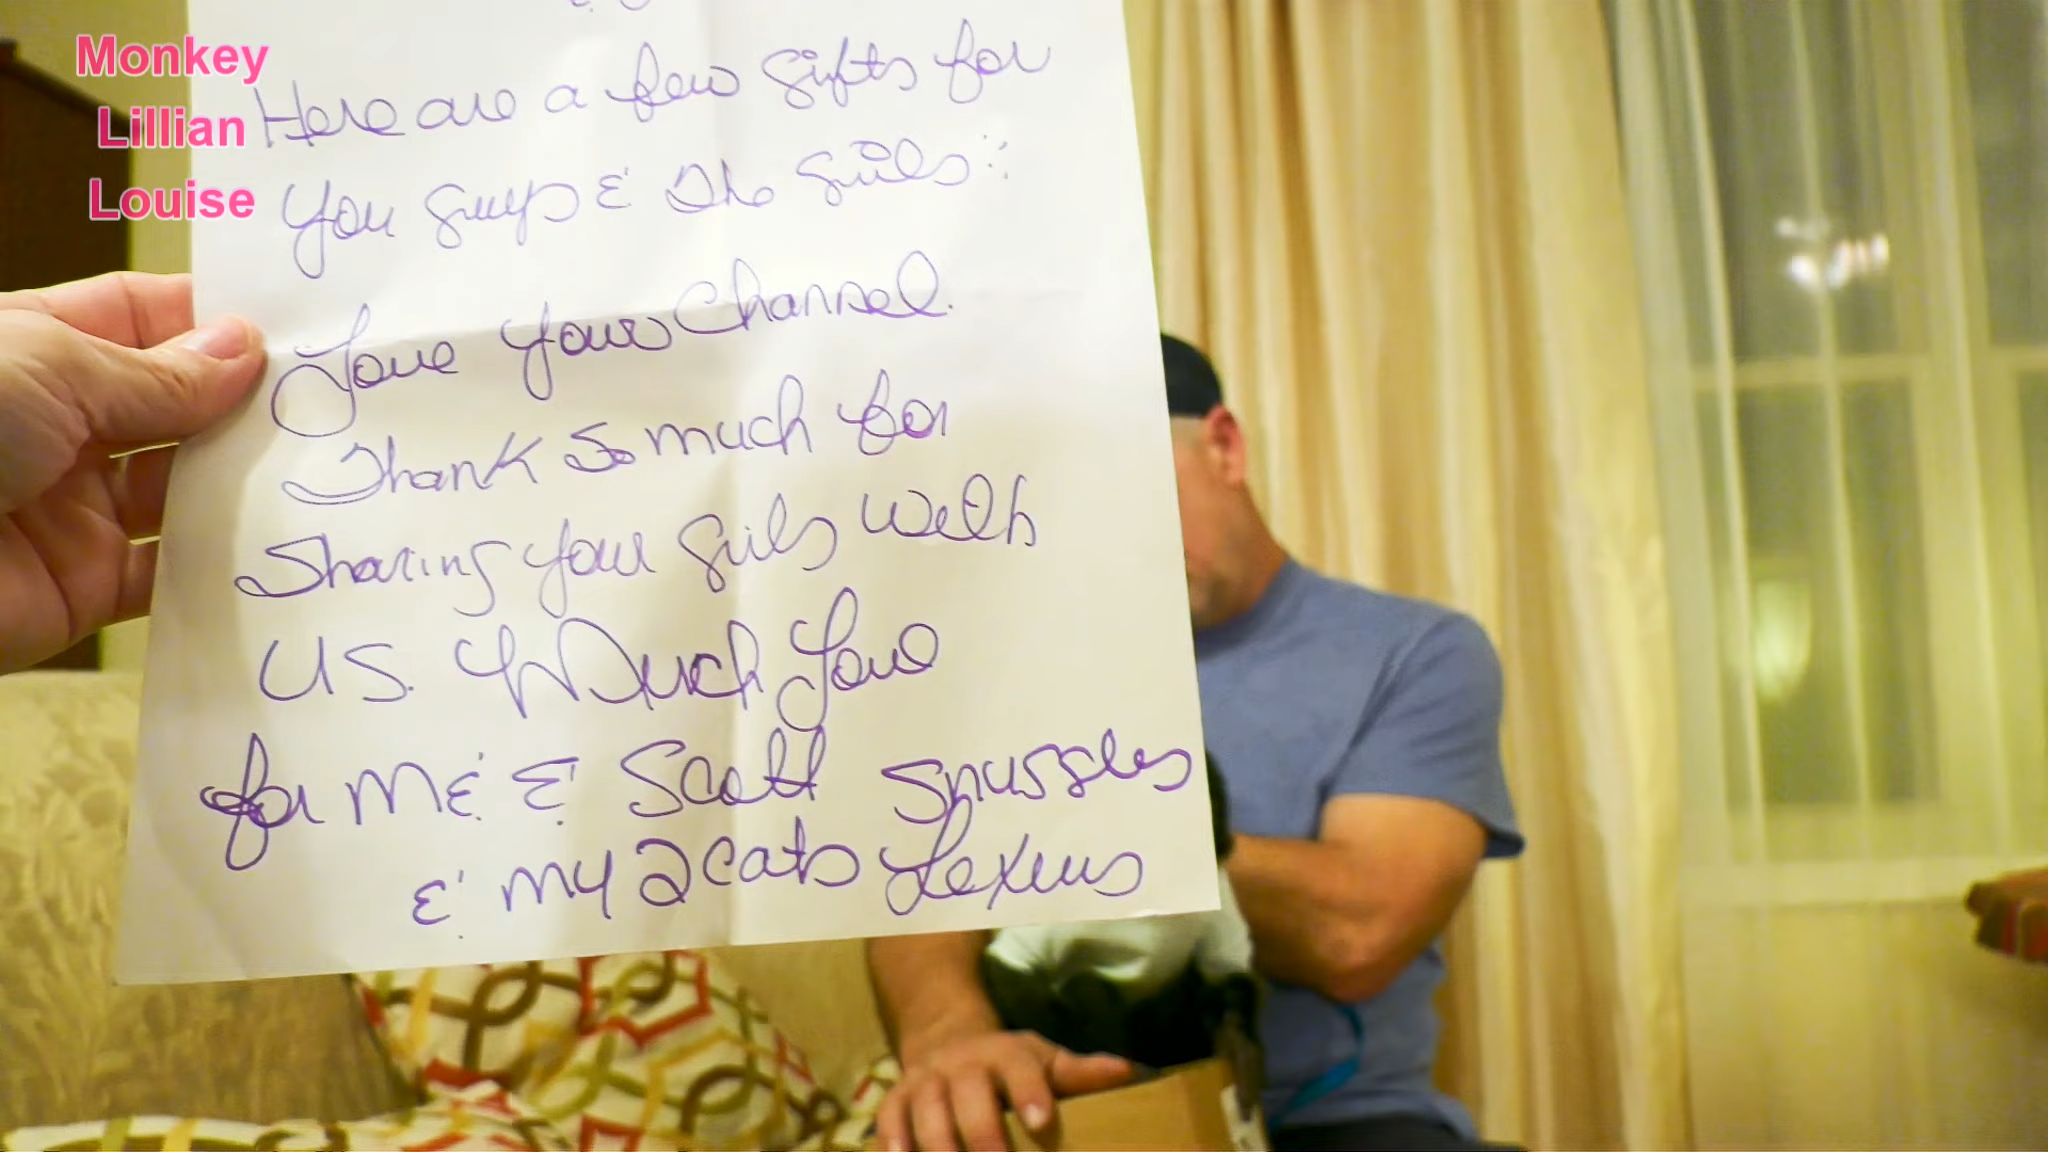 Monkey
Lillian
Louise
Here are a few gifts for
you guys & the girls
Love your Channel.
Thank so much for
Sharing your girls with
US. Much Love
for ME & Scott Snuggles
& my 2 cats Lexus